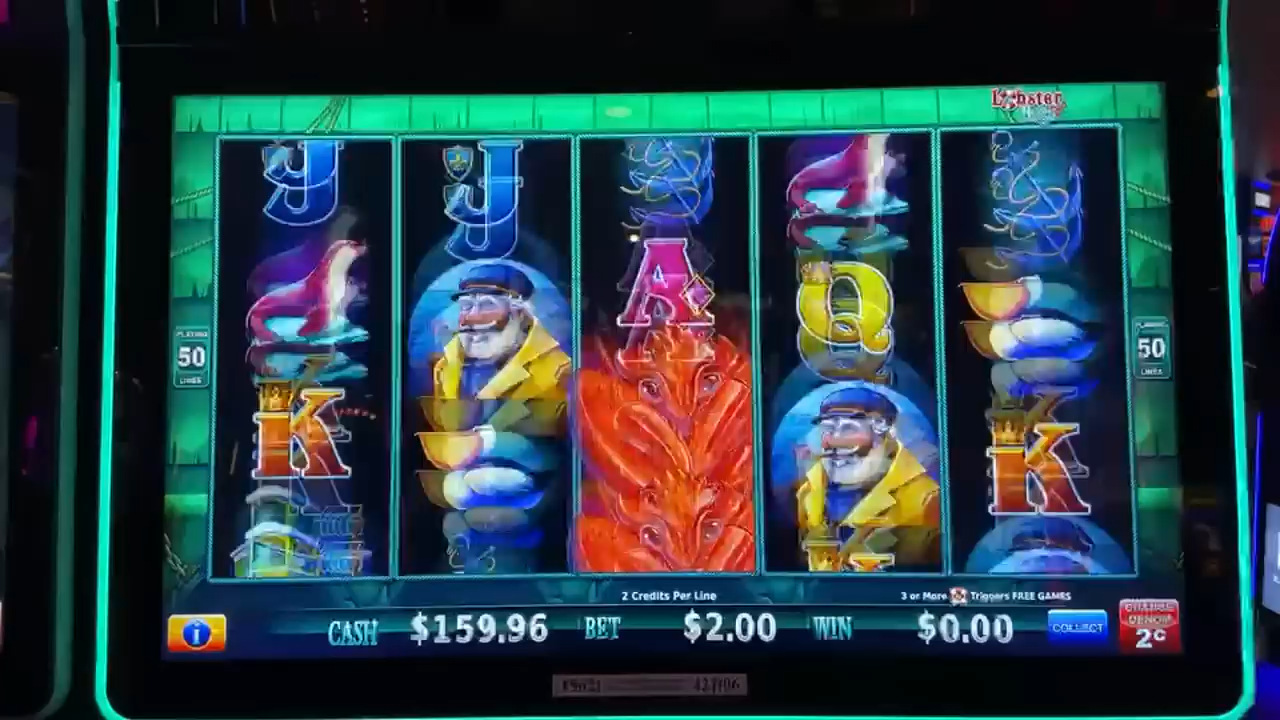 Lobster
J J
A
Q
K K
PLAYING
50
LINES
50
LINES
2 Credits Per Line
3 or More Triggers FREE GAMES
i
CASH $159.96 BET $2.00 WIN $0.00
COLLECT
CHANGE
DENOM
2¢